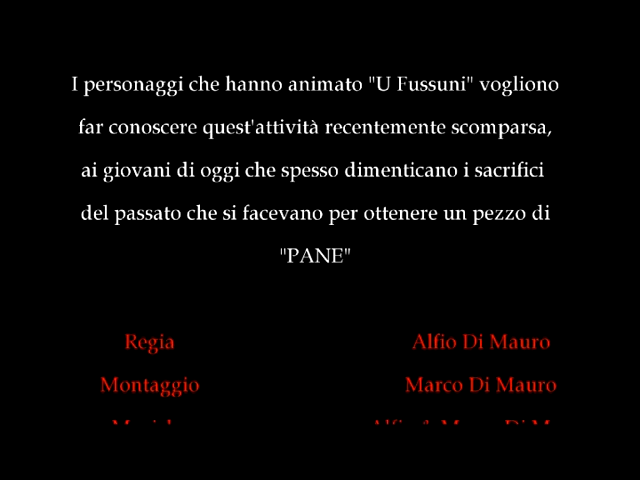 I personaggi che hanno animato "U Fussuni" vogliono
far conoscere quest'attività recentemente scomparsa,
ai giovani di oggi che spesso dimenticano i sacrifici
del passato che si facevano per ottenere un pezzo di
"PANE"
Regia Alfio Di Mauro
Montaggio Marco Di Mauro